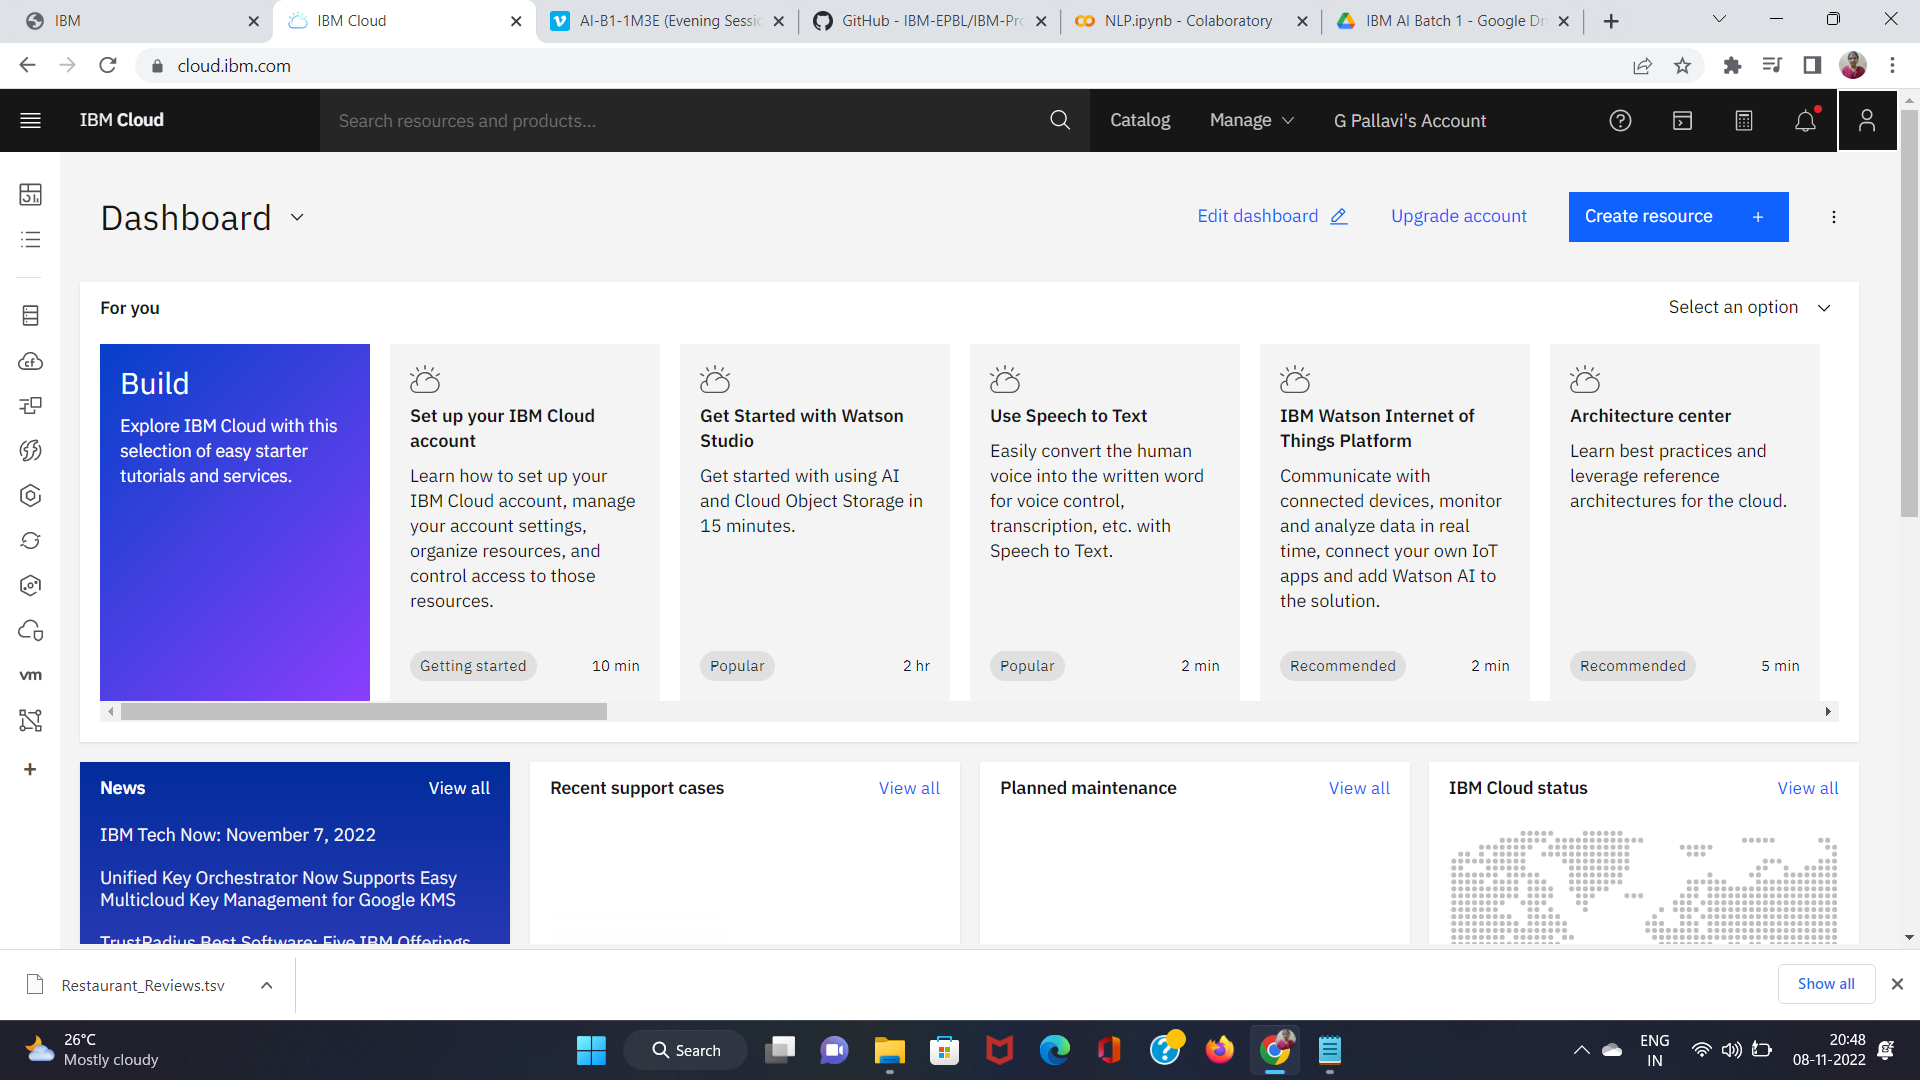 IBM
IBM Cloud
AI-B1-1M3E (Evening Sessi
GitHub - IBM-EPBL/IBM-Pro
NLP.ipynb - Colaboratory
IBM AI Batch 1 - Google Dr
cloud.ibm.com
IBM Cloud
Search resources and products...
Catalog
Manage
G Pallavi's Account
Dashboard
Edit dashboard
Upgrade account
Create resource +
For you
Select an option
Build
Explore IBM Cloud with this
selection of easy starter
tutorials and services.
Set up your IBM Cloud
account
Learn how to set up your
IBM Cloud account, manage
your account settings,
organize resources, and
control access to those
resources.
Getting started
10 min
Get Started with Watson
Studio
Get started with using AI
and Cloud Object Storage in
15 minutes.
Popular
2 hr
Use Speech to Text
Easily convert the human
voice into the written word
for voice control,
transcription, etc. with
Speech to Text.
Popular
2 min
IBM Watson Internet of
Things Platform
Communicate with
connected devices, monitor
and analyze data in real
time, connect your own IoT
apps and add Watson AI to
the solution.
Recommended
2 min
Architecture center
Learn best practices and
leverage reference
architectures for the cloud.
Recommended
5 min
cf
vm
News
View all
IBM Tech Now: November 7, 2022
Unified Key Orchestrator Now Supports Easy
Multicloud Key Management for Google KMS
TrustRadius Best Software: Five IBM Offerings
Recent support cases
View all
Planned maintenance
View all
IBM Cloud status
View all
Restaurant_Reviews.tsv
Show all
26°C
Mostly cloudy
Search
ENG
IN
20:48
08-11-2022